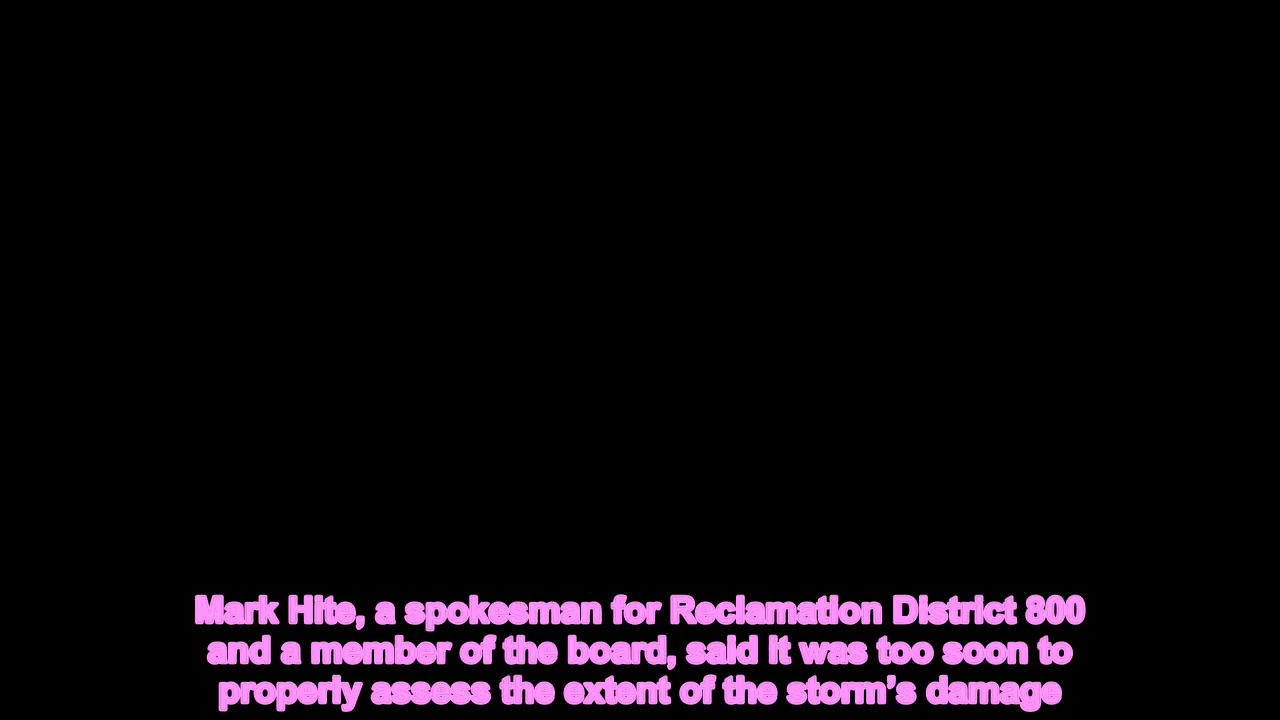 Mark Hite, a spokesman for Reclamation District 800
and a member of the board, said it was too soon to
properly assess the extent of the storm’s damage